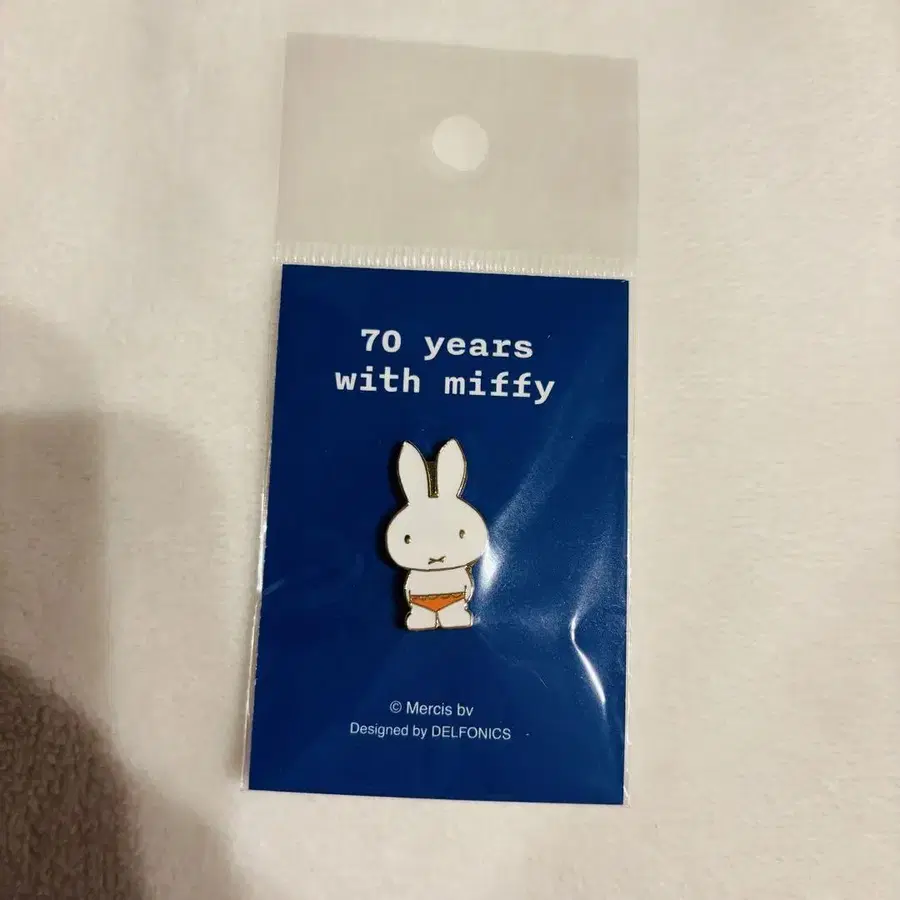 70 years
with miffy
© Mercis bv
Designed by DELFONICS